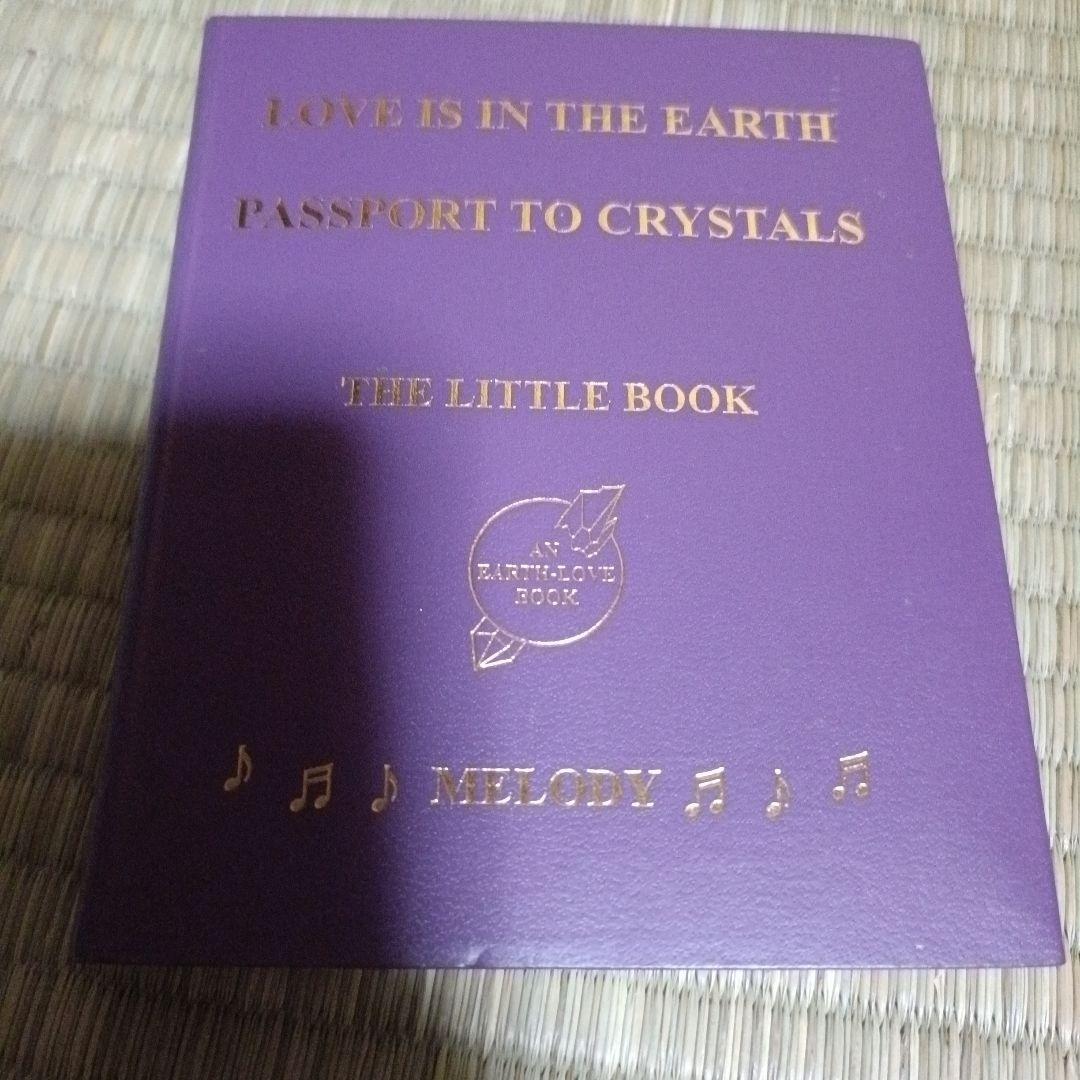 LOVE IS IN THE EARTH
PASSPORT TO CRYSTALS
THE LITTLE BOOK
AN
EARTH-LOVE
BOOK
MELODY